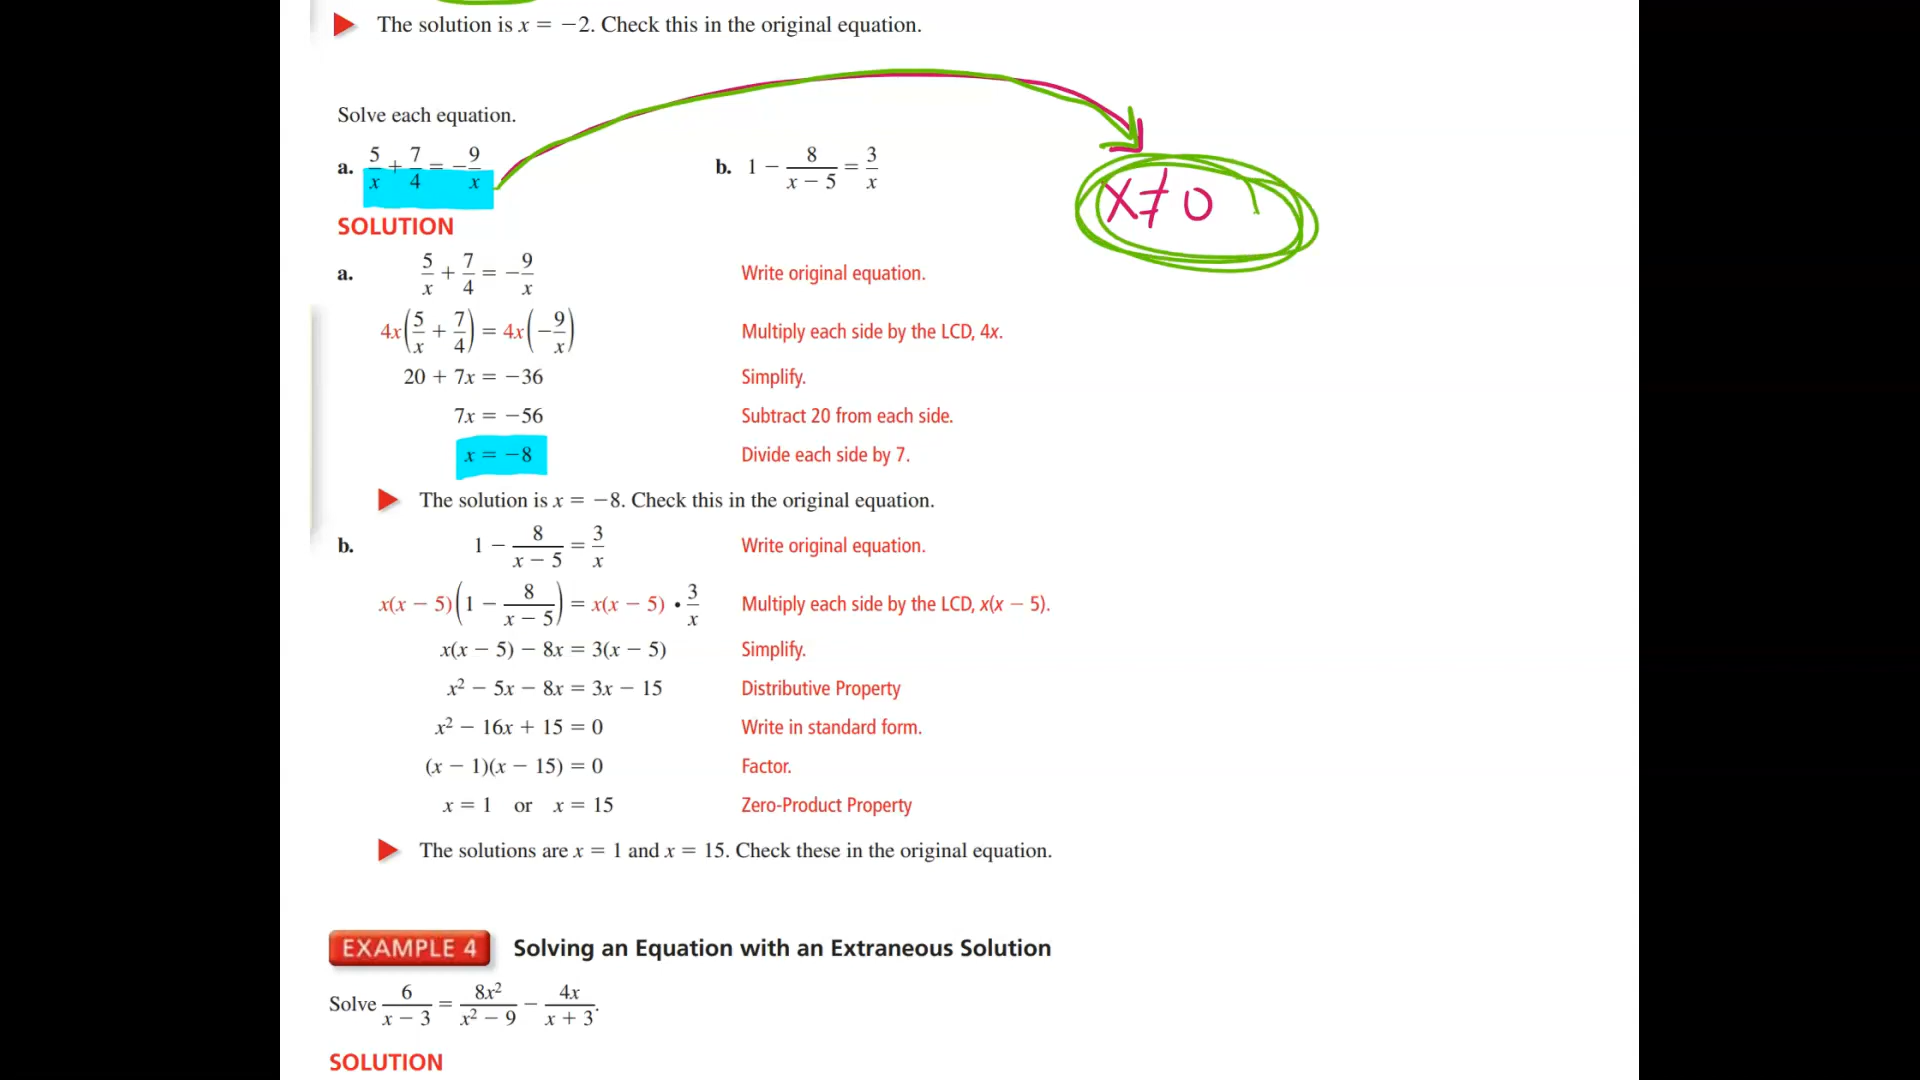 The solution is x = −2. Check this in the original equation.
Solve each equation.
a. 5/x + 7/4 = −9/x
b. 1 − 8/(x − 5) = 3/x
x ≠ 0
SOLUTION
a. 5/x + 7/4 = −9/x Write original equation.
4x(5/x + 7/4) = 4x(−9/x) Multiply each side by the LCD, 4x.
20 + 7x = −36 Simplify.
7x = −56 Subtract 20 from each side.
x = −8 Divide each side by 7.
The solution is x = −8. Check this in the original equation.
b. 1 − 8/(x − 5) = 3/x Write original equation.
x(x − 5)(1 − 8/(x − 5)) = x(x − 5) • 3/x Multiply each side by the LCD, x(x − 5).
x(x − 5) − 8x = 3(x − 5) Simplify.
x² − 5x − 8x = 3x − 15 Distributive Property
x² − 16x + 15 = 0 Write in standard form.
(x − 1)(x − 15) = 0 Factor.
x = 1 or x = 15 Zero-Product Property
The solutions are x = 1 and x = 15. Check these in the original equation.
EXAMPLE 4 Solving an Equation with an Extraneous Solution
Solve 6/(x − 3) = 8x²/(x² − 9) − 4x/(x + 3).
SOLUTION